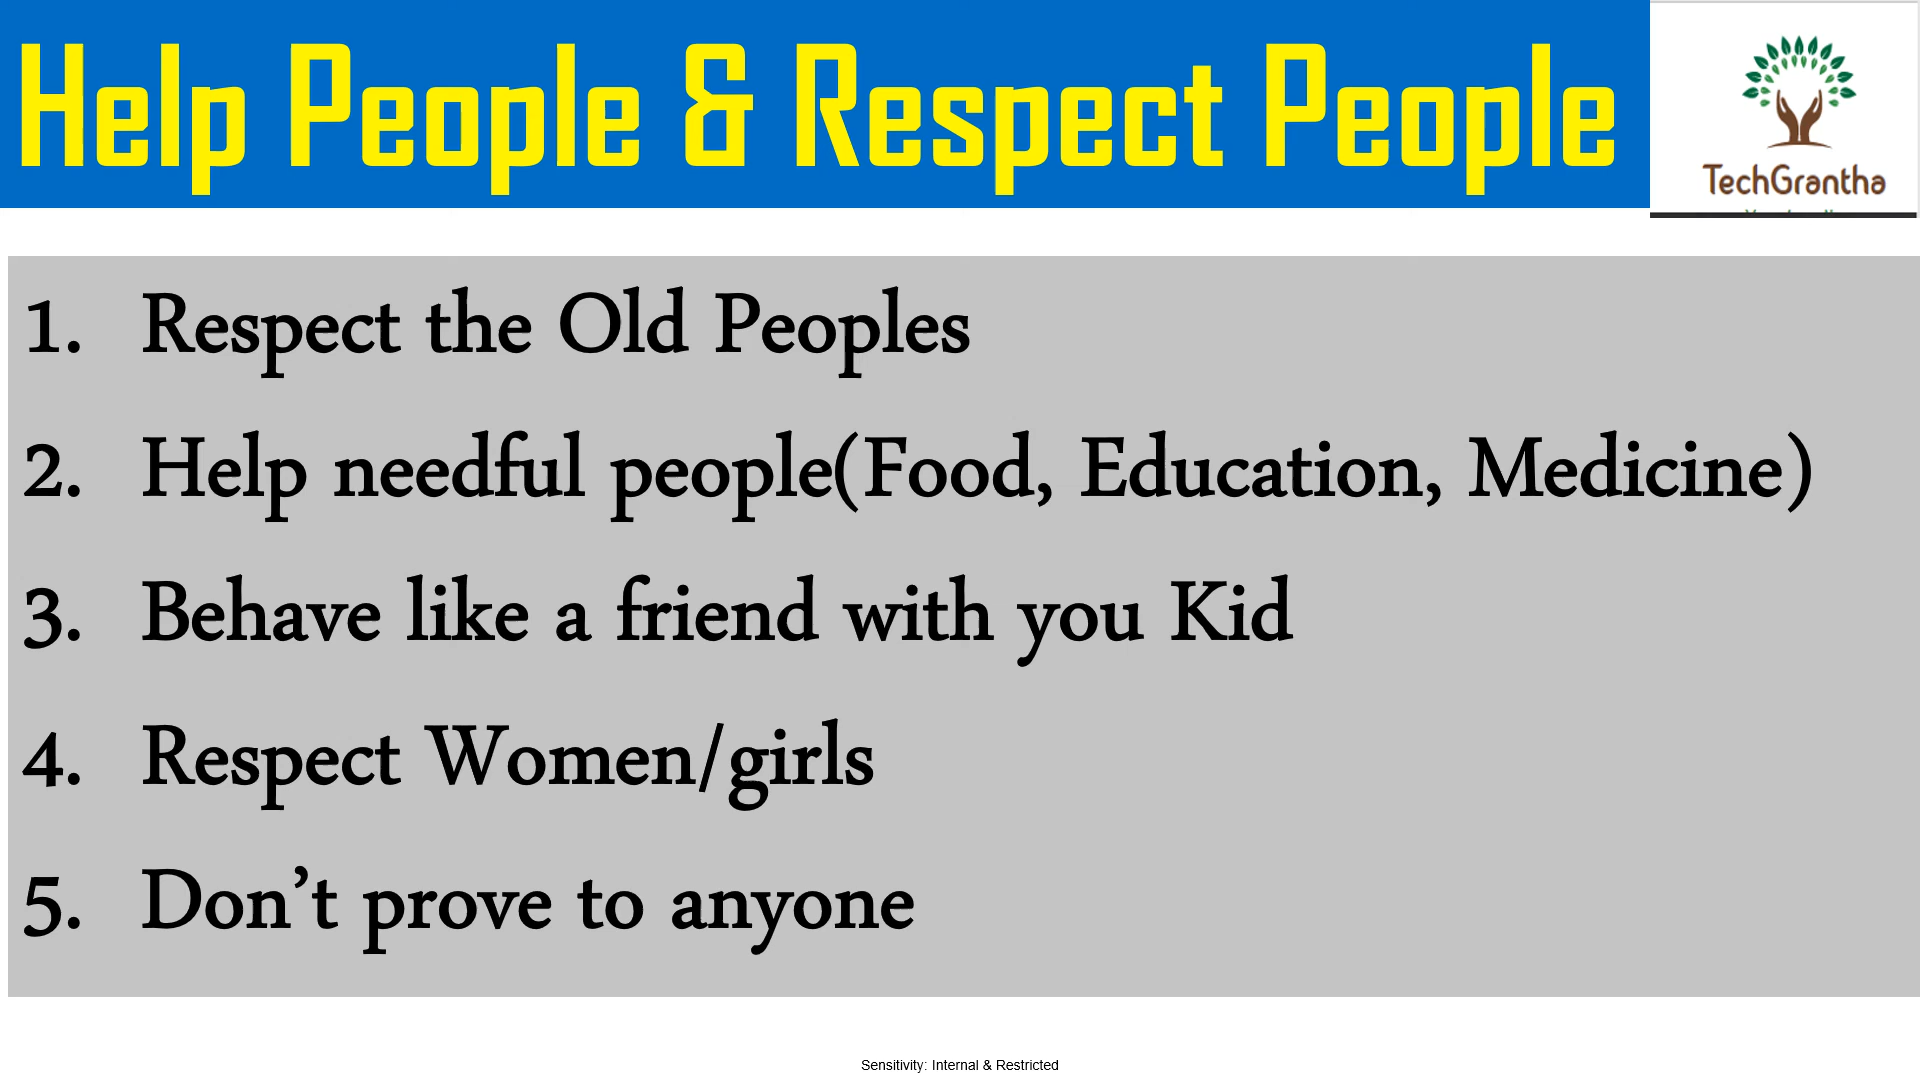 Help People & Respect People
TechGrantha
1. Respect the Old Peoples
2. Help needful people(Food, Education, Medicine)
3. Behave like a friend with you Kid
4. Respect Women/girls
5. Don’t prove to anyone
Sensitivity: Internal & Restricted